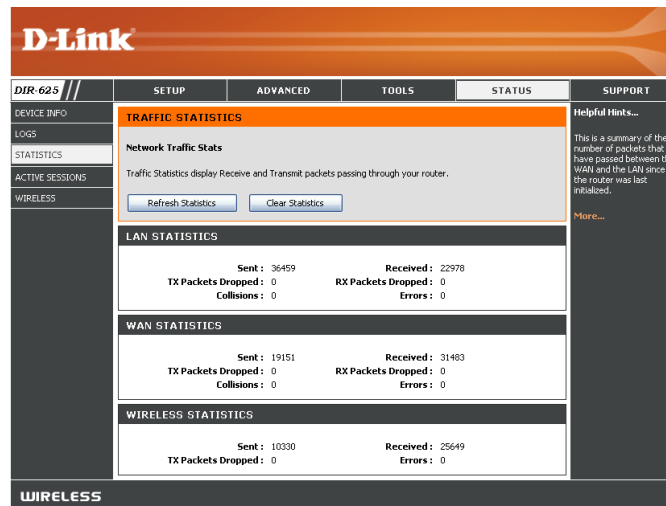 D-Link
DIR-625 // SETUP ADVANCED TOOLS STATUS SUPPORT
DEVICE INFO
LOGS
STATISTICS
ACTIVE SESSIONS
WIRELESS
TRAFFIC STATISTICS
Network Traffic Stats
Traffic Statistics display Receive and Transmit packets passing through your router.
Refresh Statistics Clear Statistics
LAN STATISTICS
Sent : 36459 Received : 22978
TX Packets Dropped : 0 RX Packets Dropped : 0
Collisions : 0 Errors : 0
WAN STATISTICS
Sent : 19151 Received : 31483
TX Packets Dropped : 0 RX Packets Dropped : 0
Collisions : 0 Errors : 0
WIRELESS STATISTICS
Sent : 10330 Received : 25649
TX Packets Dropped : 0 Errors : 0
Helpful Hints...
This is a summary of the
number of packets that
have passed between
WAN and the LAN since
the router was last
initialized.
More...
WIRELESS